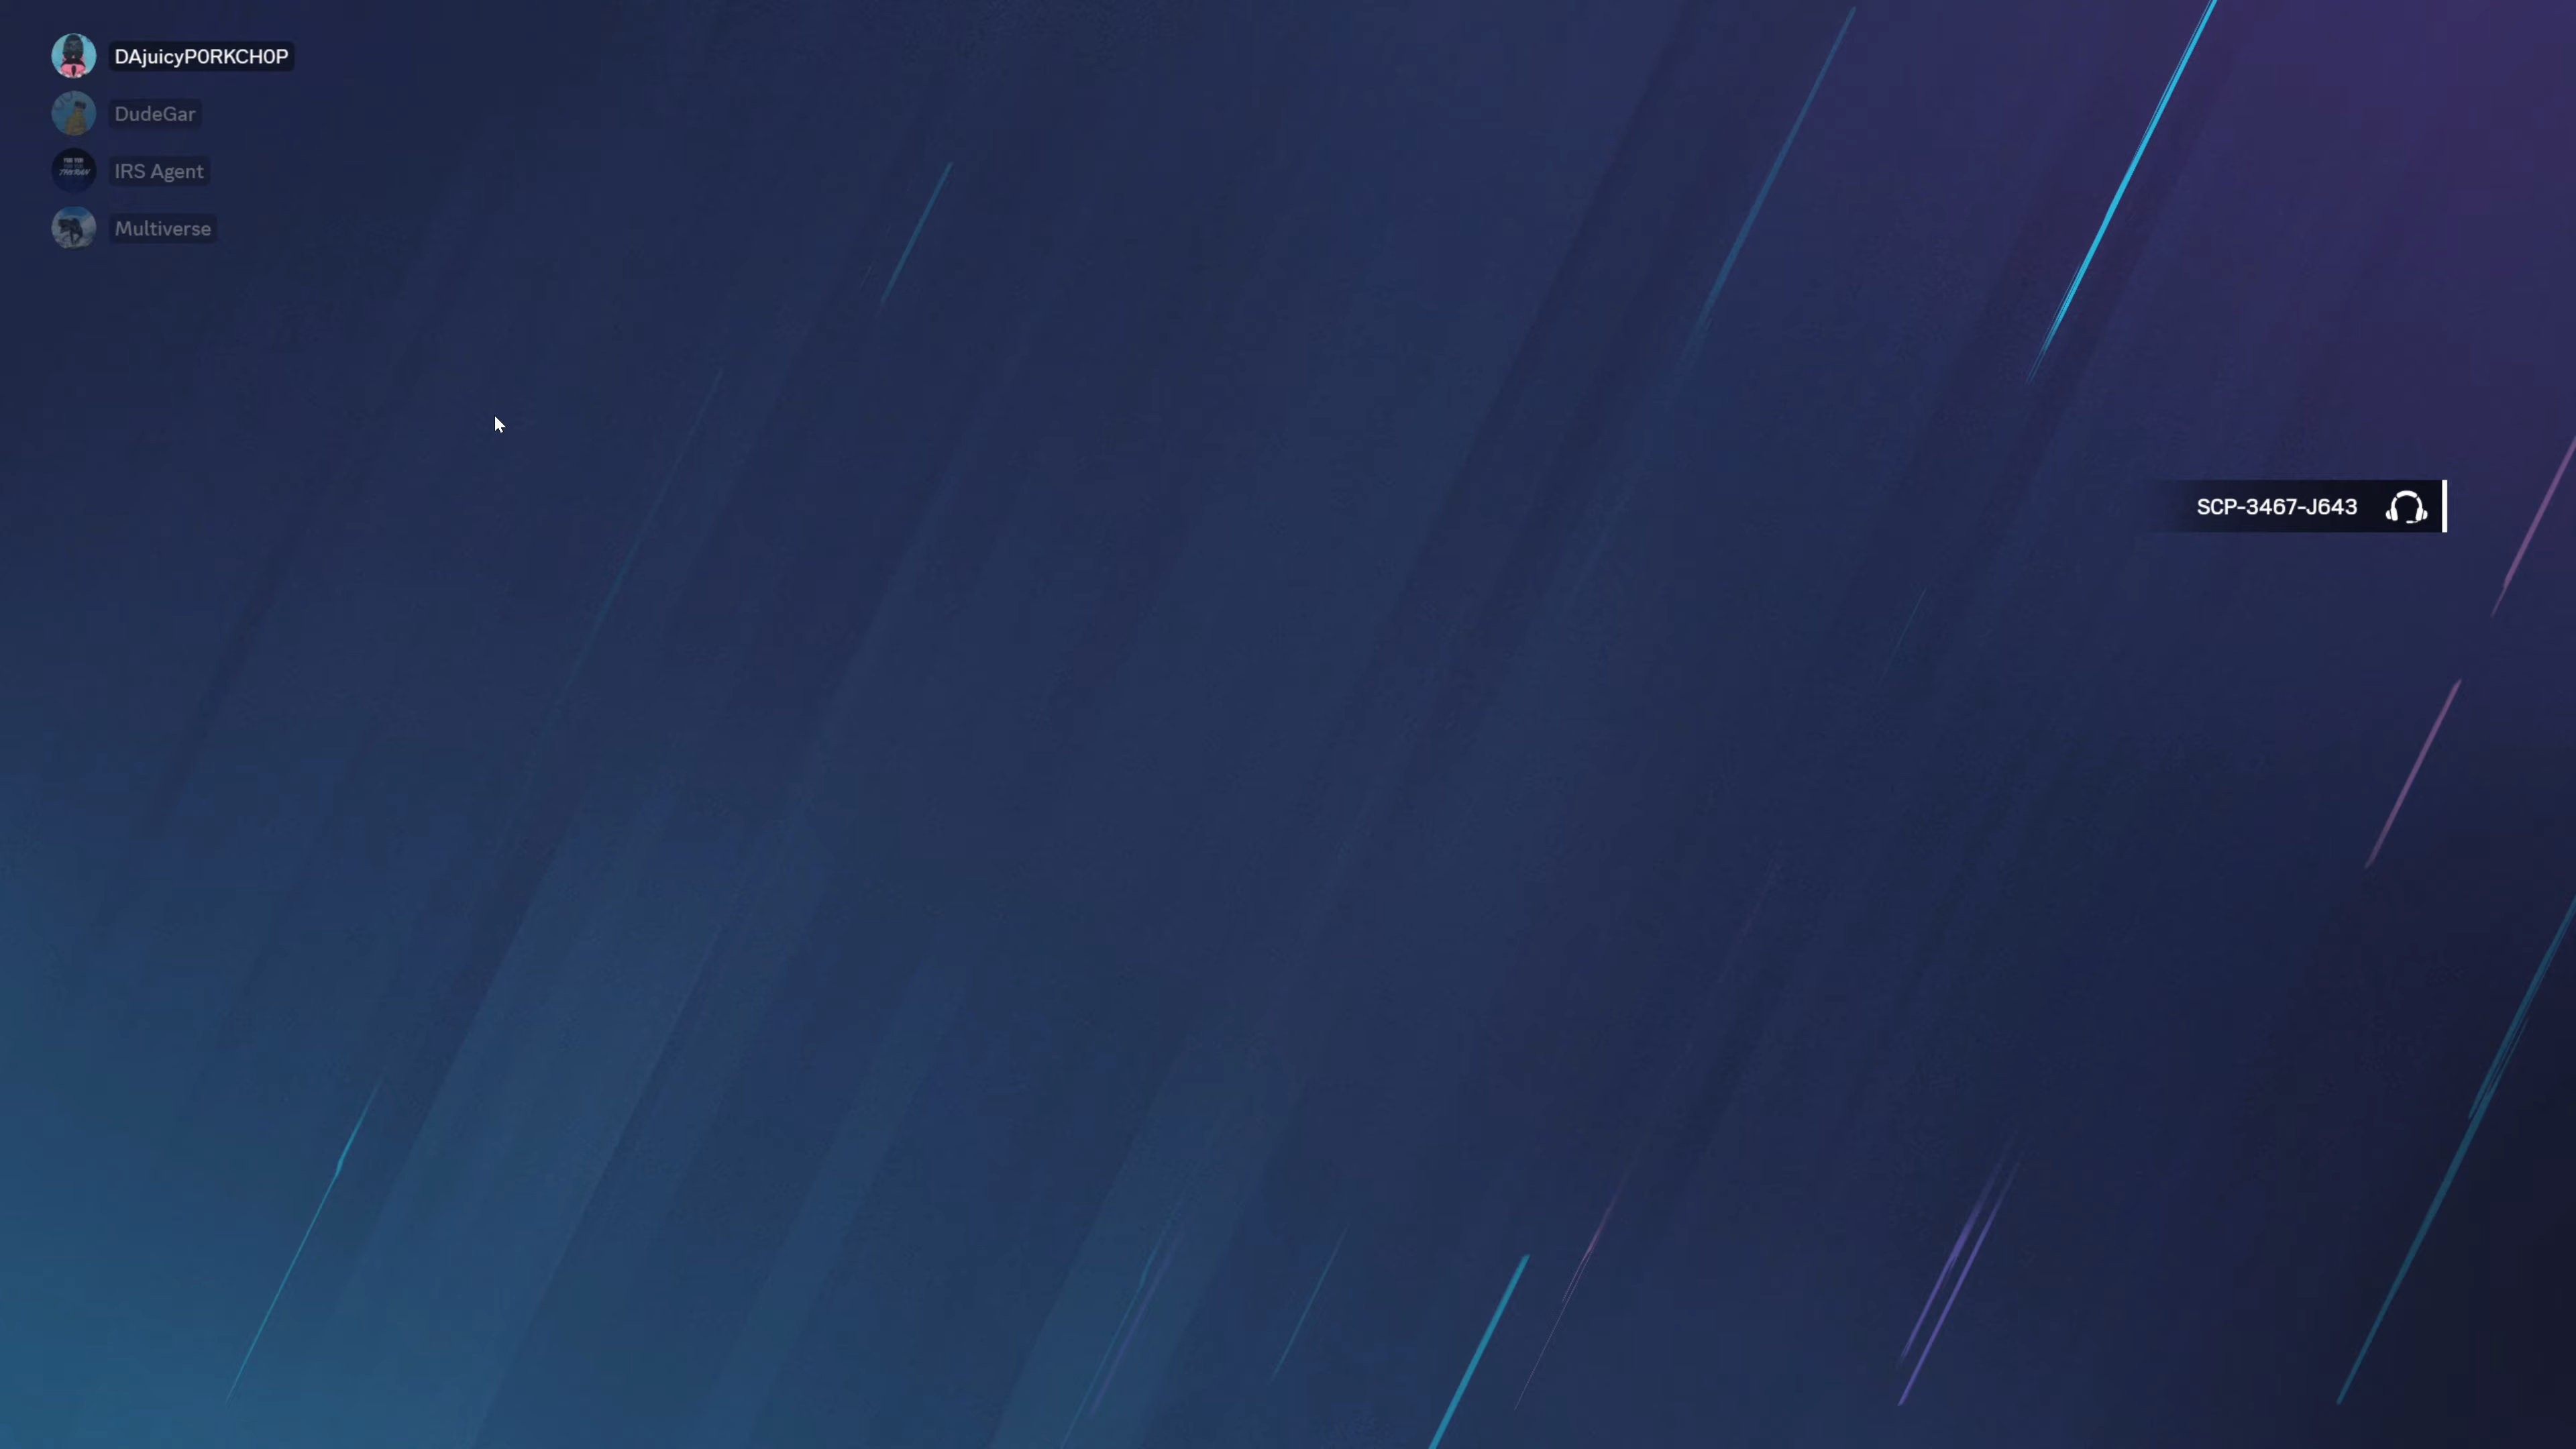 DAjuicyP0RKCH0P
DudeGar
IRS Agent
Multiverse
SCP-3467-J643